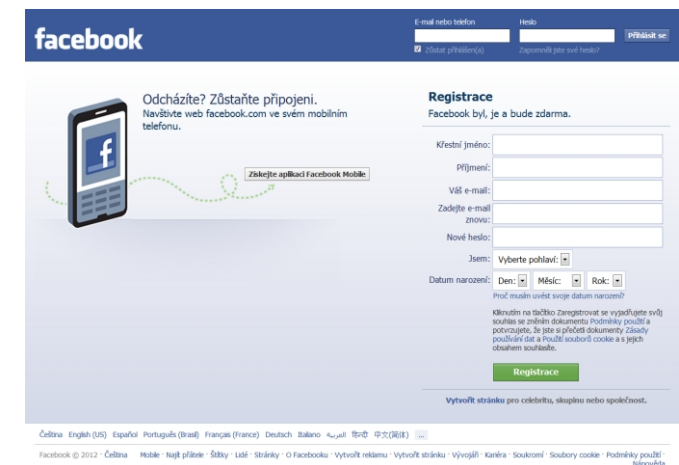 facebook
E-mail nebo telefon
Heslo
Přihlásit se
Zůstat přihlášen(a)
Zapomněl jste své heslo?
Odcházíte? Zůstaňte připojeni.
Navštivte web facebook.com ve svém mobilním
telefonu.
Získejte aplikaci Facebook Mobile
Registrace
Facebook byl, je a bude zdarma.
Křestní jméno:
Příjmení:
Váš e-mail:
Zadejte e-mail
znovu:
Nové heslo:
Jsem: Vyberte pohlaví:
Datum narození: Den: Měsíc: Rok:
Proč musím uvést svoje datum narození?
Kliknutím na tlačítko Zaregistrovat se vyjadřujete svůj
souhlas se zněním dokumentu Podmínky použití a
potvrzujete, že jste si přečetli dokumenty Zásady
používání dat a Použití souborů cookie a s jejich
obsahem souhlasíte.
Registrace
Vytvořit stránku pro celebritu, skupinu nebo společnost.
Čeština English (US) Español Português (Brasil) Français (France) Deutsch Italiano العربية हिन्दी 中文(简体) ...
Facebook © 2012 · Čeština Mobile · Najít přátele · Štítky · Lidé · Stránky · O Facebooku · Vytvořit reklamu · Vytvořit stránku · Vývojáři · Kariéra · Soukromí · Soubory cookie · Podmínky použití ·
Nápověda